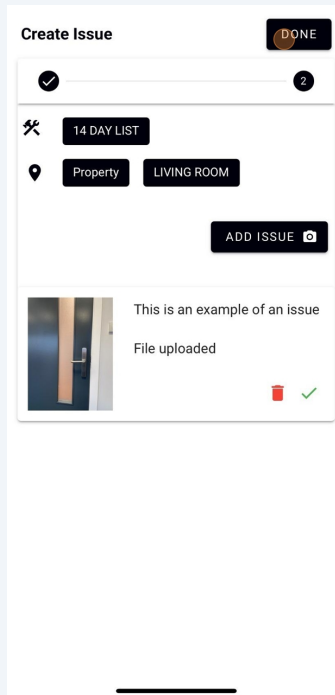 Create Issue
DONE
2
14 DAY LIST
Property
LIVING ROOM
ADD ISSUE
This is an example of an issue
File uploaded